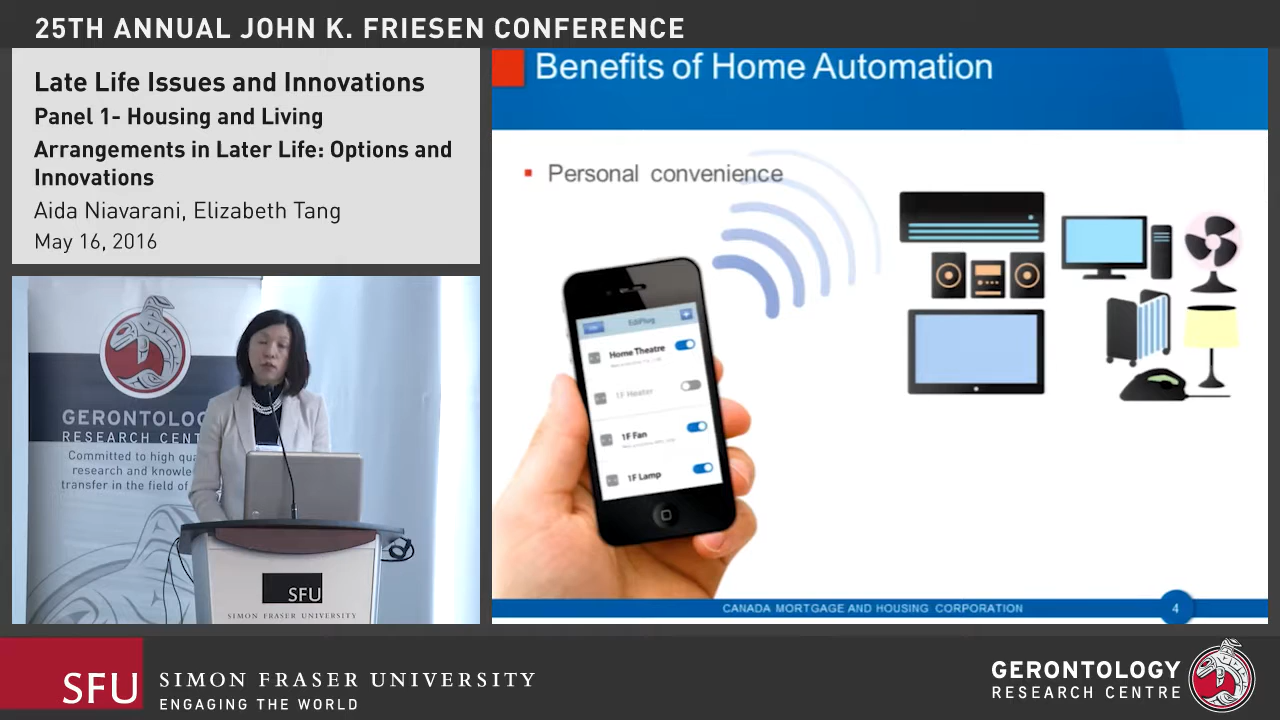 25TH ANNUAL JOHN K. FRIESEN CONFERENCE
Late Life Issues and Innovations
Panel 1- Housing and Living
Arrangements in Later Life: Options and
Innovations
Aida Niavarani, Elizabeth Tang
May 16, 2016
Benefits of Home Automation
Personal convenience
EdiPlug
Home Theatre
1F Heater
1F Fan
1F Lamp
CANADA MORTGAGE AND HOUSING CORPORATION
4
GERONTOLOG
RESEARCH CENT
Committed to high qua
research and knowle
transfer in the field of
SFU
SIMON FRASER UNIVERSITY
SFU
SIMON FRASER UNIVERSITY
ENGAGING THE WORLD
GERONTOLOGY
RESEARCH CENTRE